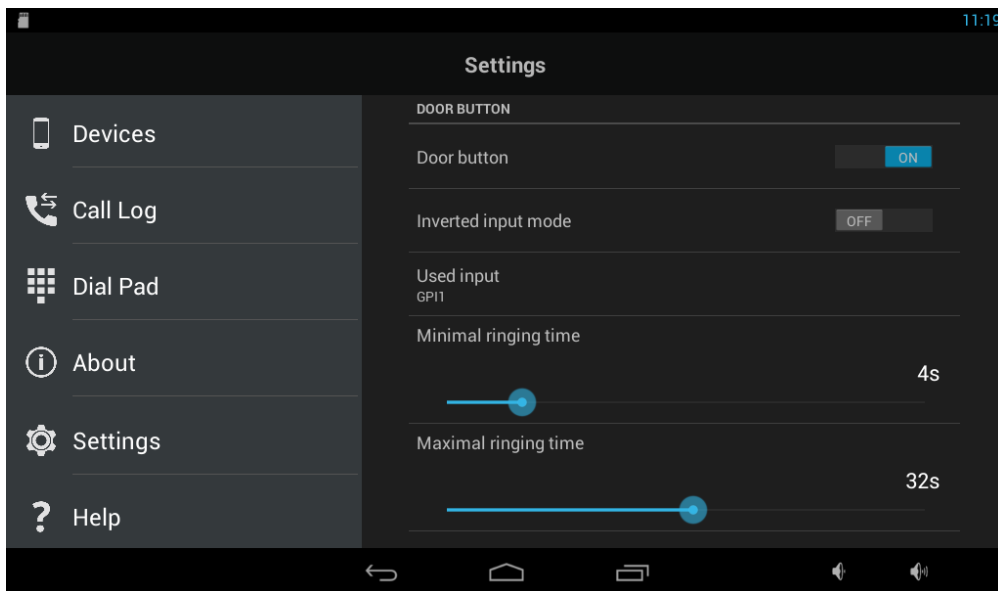 11:19
Settings
Devices
Call Log
Dial Pad
About
Settings
Help
DOOR BUTTON
Door button
ON
Inverted input mode
OFF
Used input
GPI1
Minimal ringing time
4s
Maximal ringing time
32s